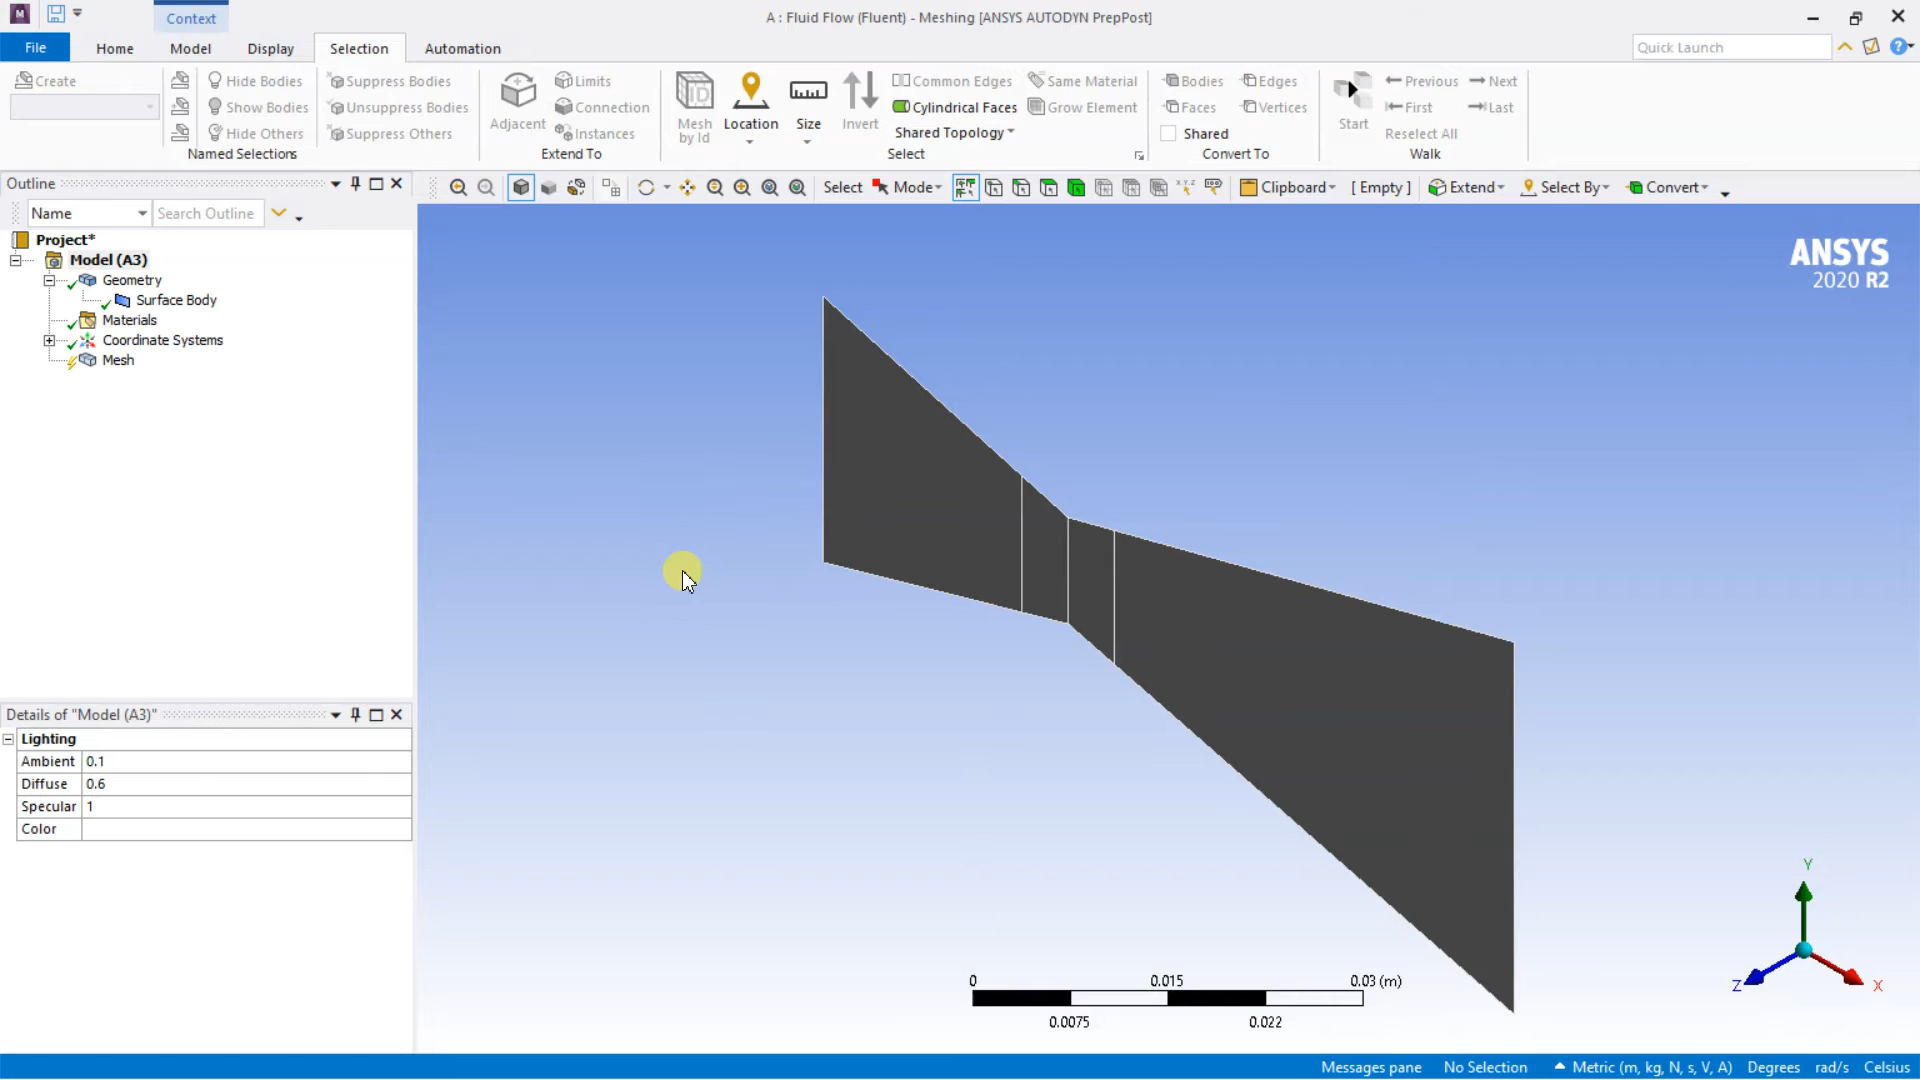 Context
A : Fluid Flow (Fluent) - Meshing [ANSYS AUTODYN PrepPost]
File Home Model Display Selection Automation
Quick Launch
Create
Hide Bodies
Show Bodies
Hide Others
Suppress Bodies
Unsuppress Bodies
Suppress Others
Named Selections
Adjacent
Limits
Connection
Instances
Extend To
Mesh by Id
Location
Size
Invert
Common Edges
Cylindrical Faces
Shared Topology
Same Material
Grow Element
Select
Bodies Edges
Faces Vertices
Shared
Convert To
Start
Previous Next
First Last
Reselect All
Walk
Outline
Name Search Outline
Select Mode Clipboard [ Empty ] Extend Select By Convert
Project*
Model (A3)
Geometry
Surface Body
Materials
Coordinate Systems
Mesh
ANSYS
2020 R2
Details of "Model (A3)"
Lighting
Ambient 0.1
Diffuse 0.6
Specular 1
Color
0 0.015 0.03 (m)
0.0075 0.022
Y
Z
X
Messages pane No Selection Metric (m, kg, N, s, V, A) Degrees rad/s Celsius